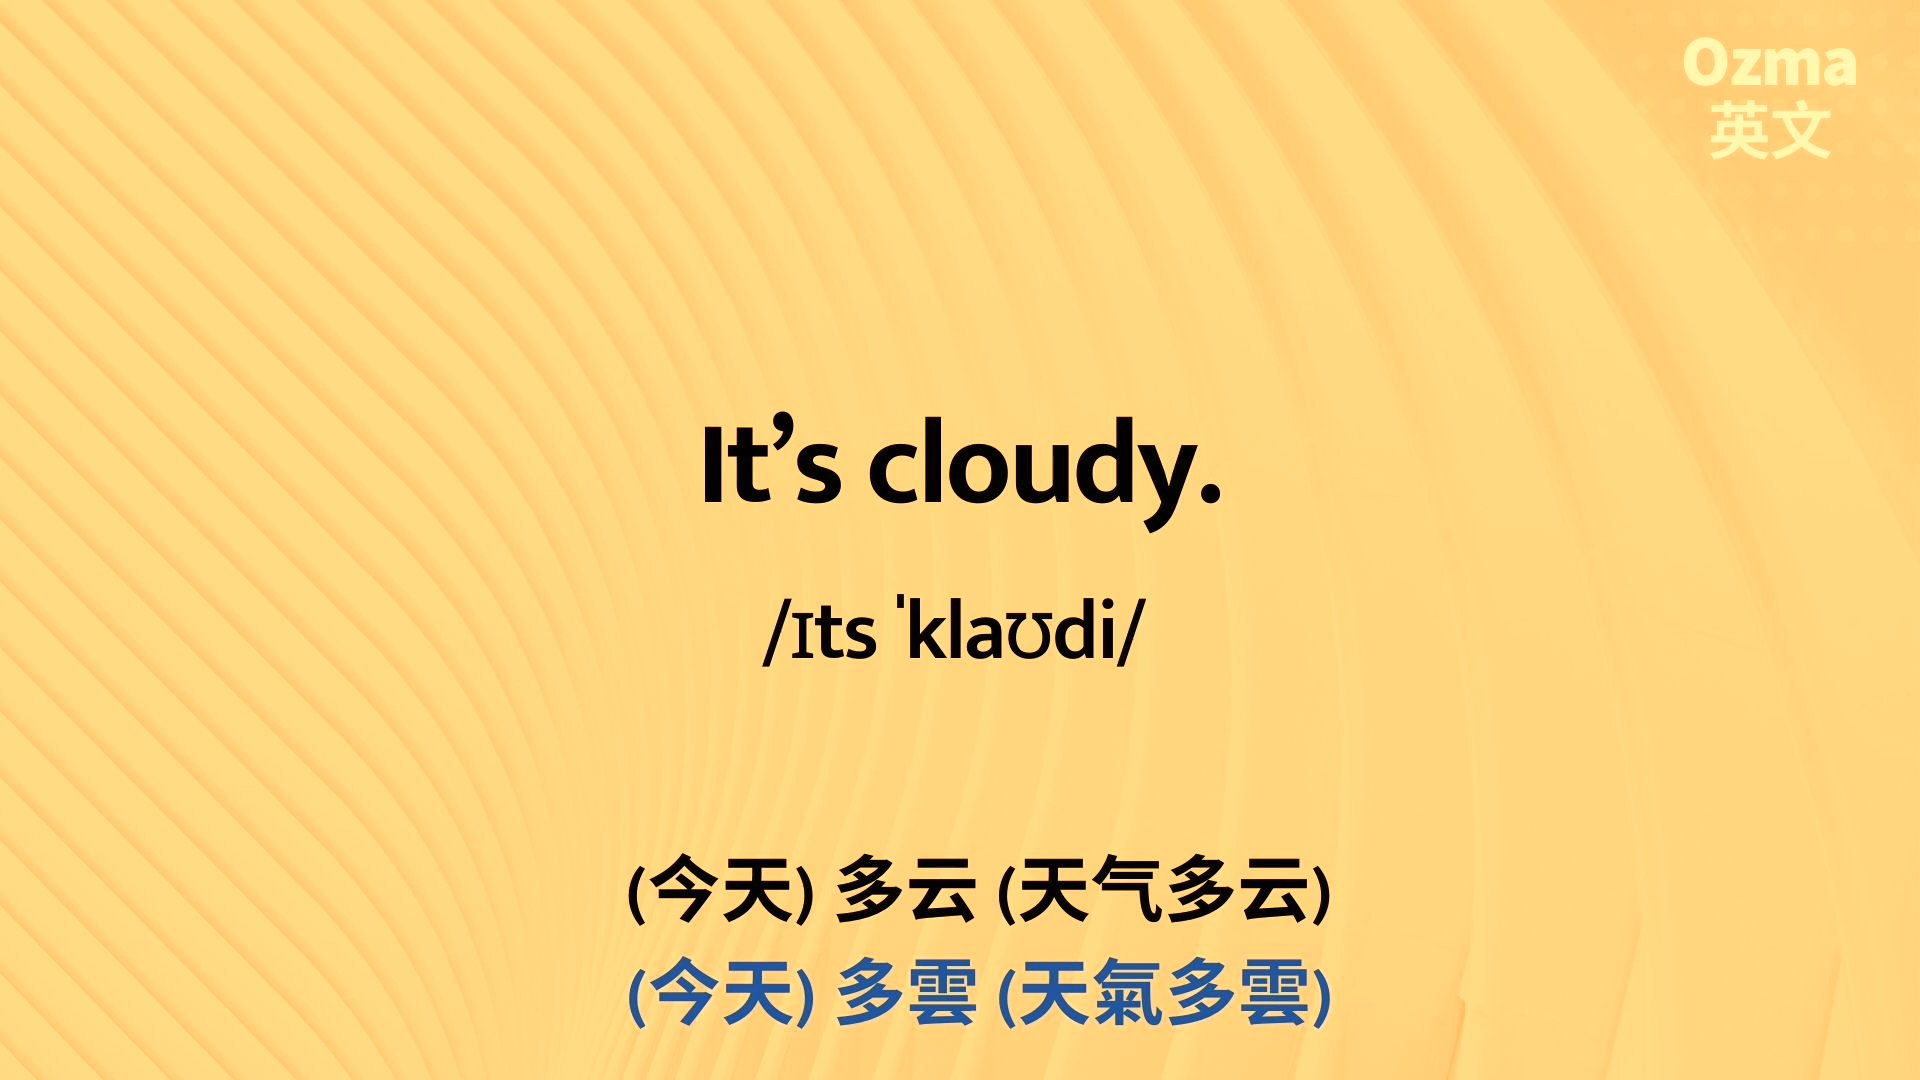 Ozma
英文
It’s cloudy.
/ɪts ˈklaʊdi/
(今天) 多云 (天气多云)
(今天) 多雲 (天氣多雲)